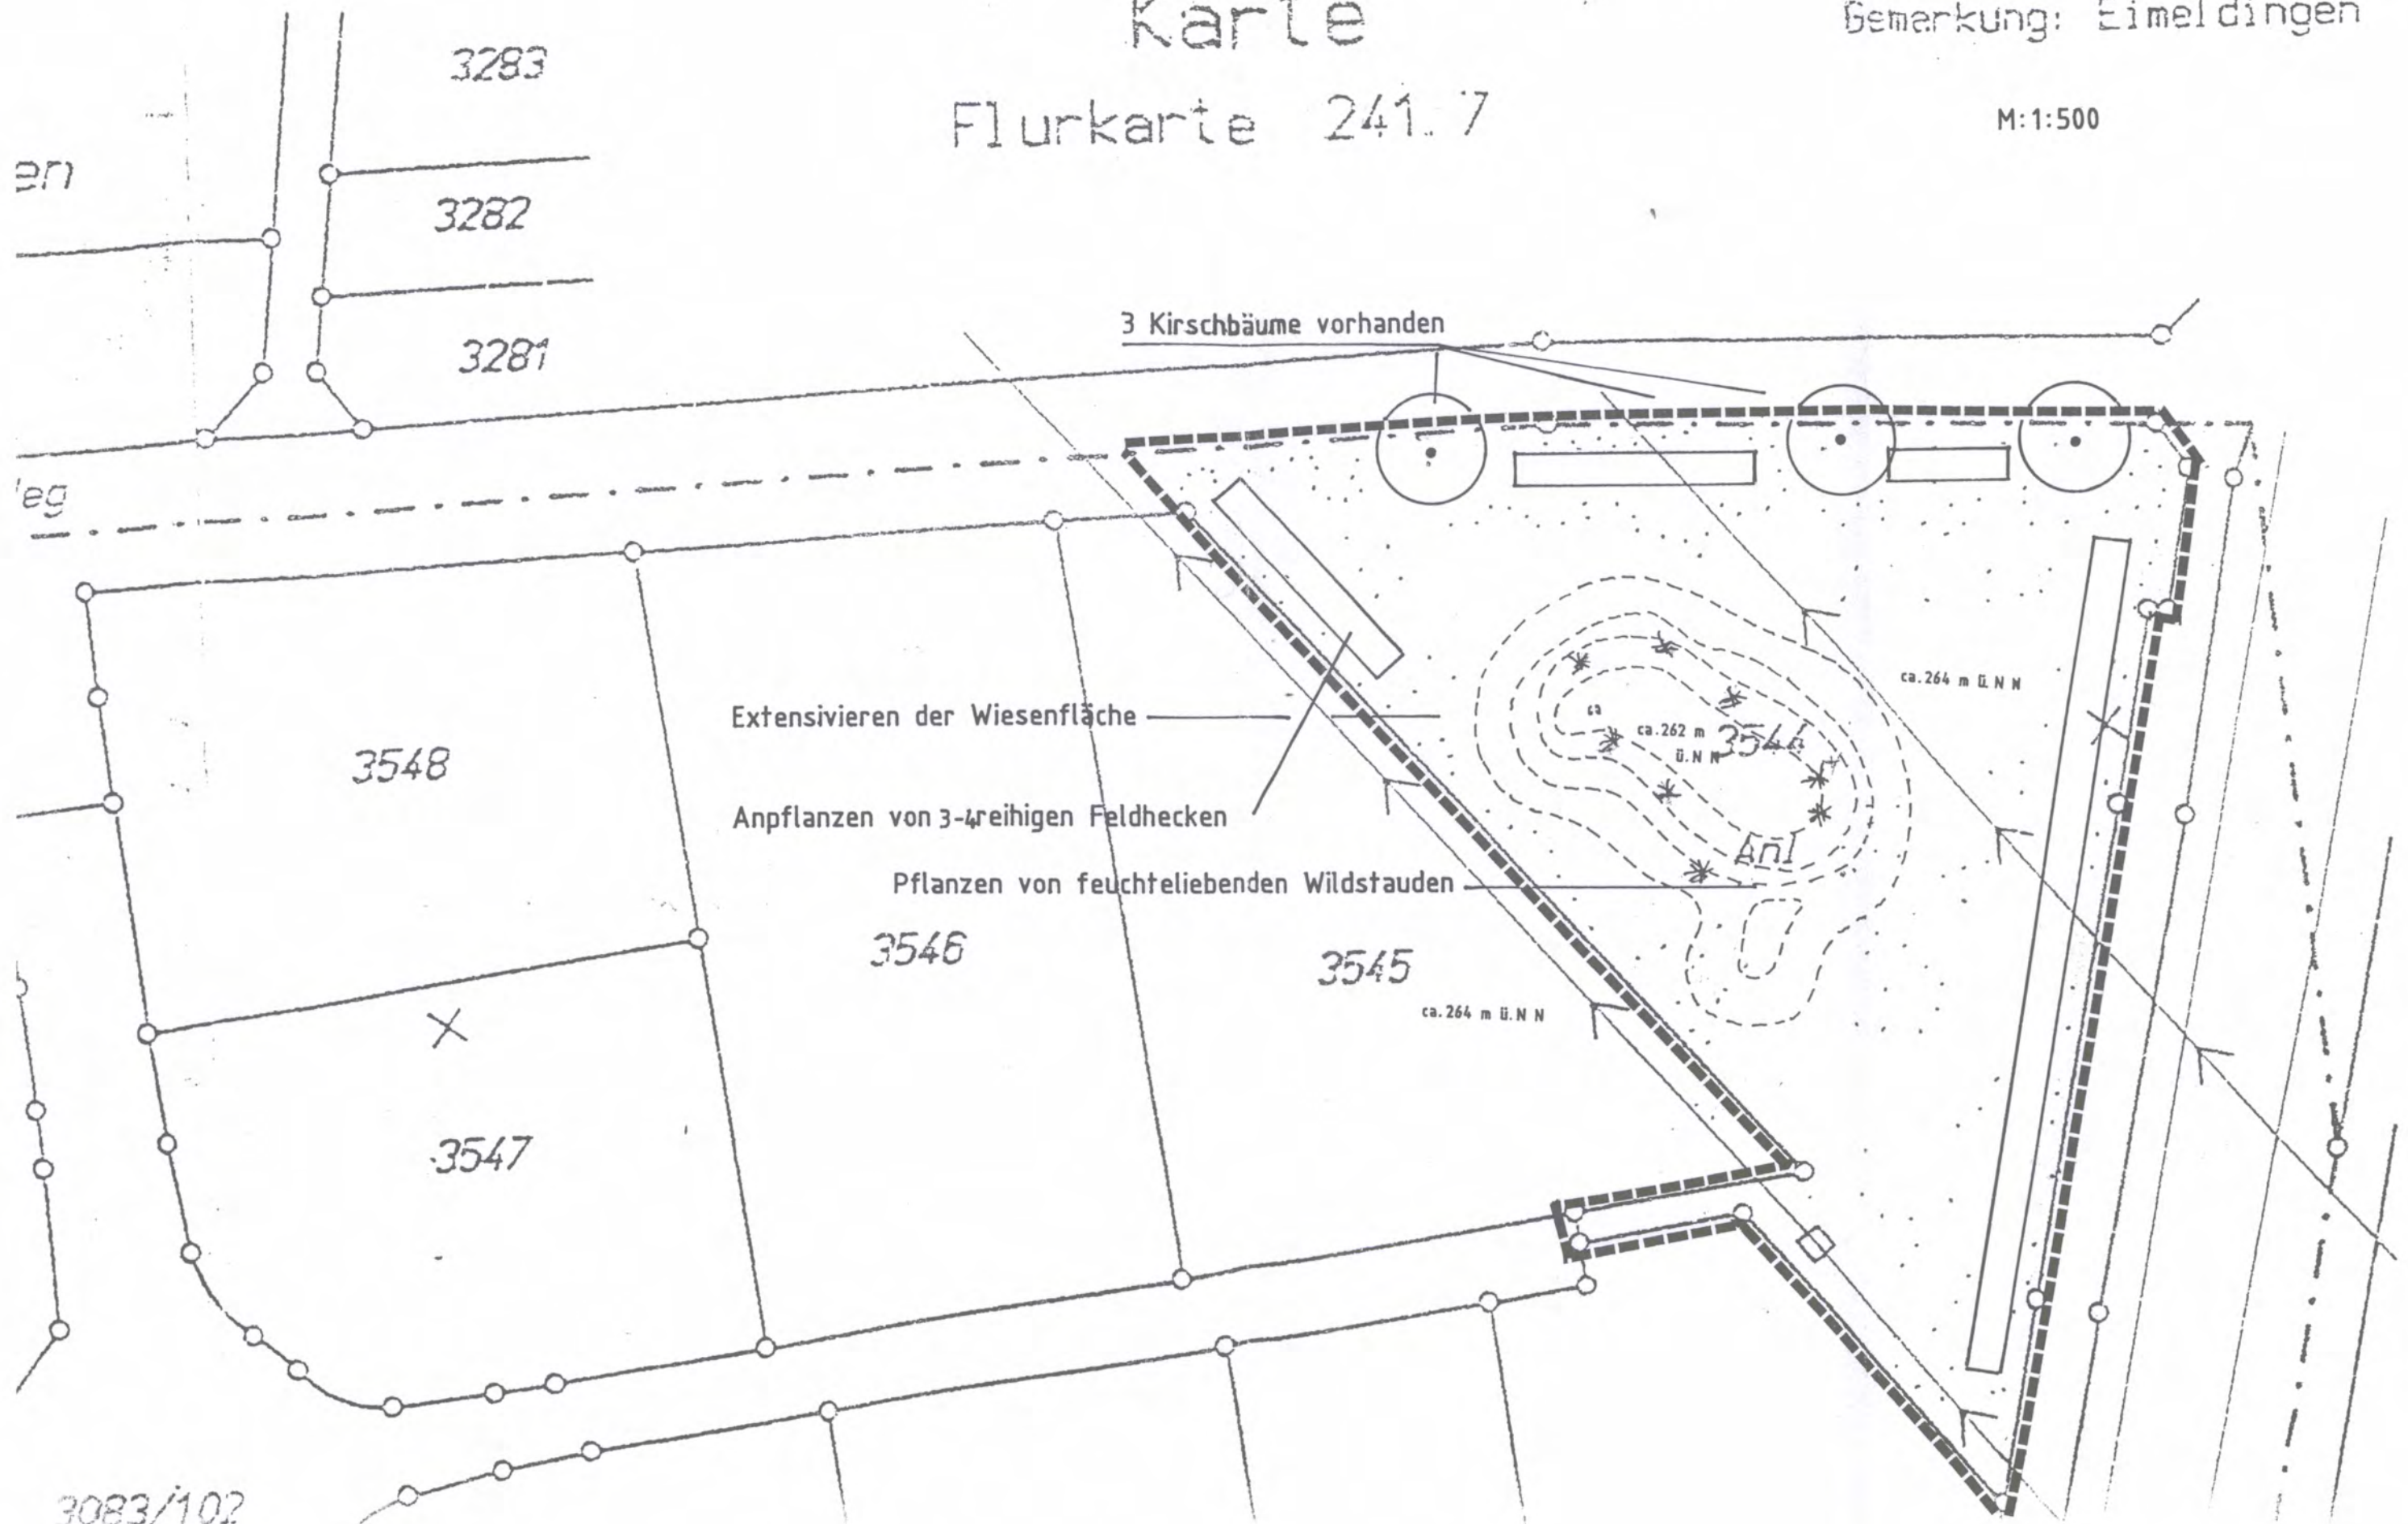 Karte
Gemarkung: Eimeldingen
Flurkarte 241.7
M:1:500
3283
en
3282
3281
3 Kirschbäume vorhanden
eg
ca.264 m ü.N N
Extensivieren der Wiesenfläche
ca
ca.262 m
ü.N N
3544
3548
Anpflanzen von 3-4reihigen Feldhecken
Anl
Pflanzen von feuchteliebenden Wildstauden
3546
3545
ca.264 m ü.N N
3547
3083/102